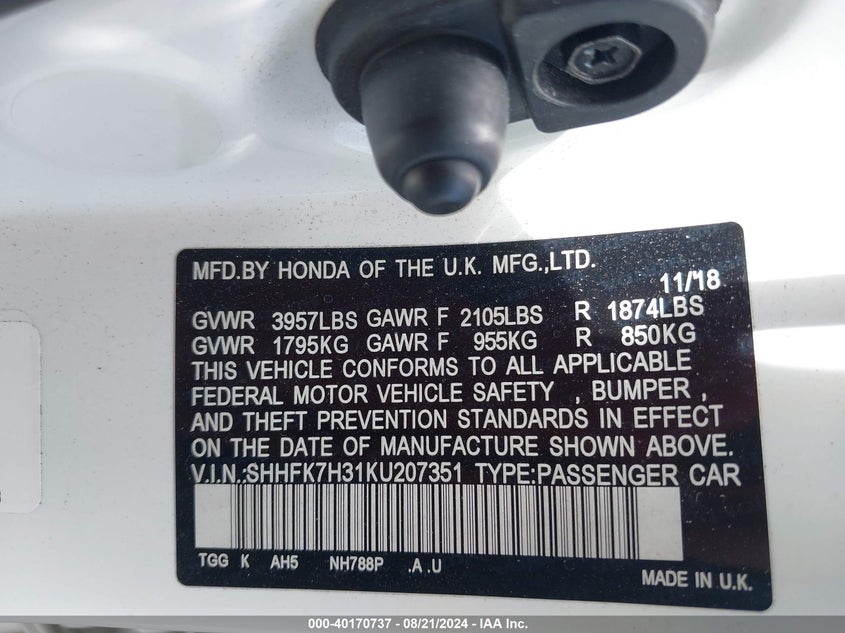 MFD.BY HONDA OF THE U.K. MFG.,LTD.
11/18
GVWR 3957LBS GAWR F 2105LBS R 1874LBS
GVWR 1795KG GAWR F 955KG R 850KG
THIS VEHICLE CONFORMS TO ALL APPLICABLE
FEDERAL MOTOR VEHICLE SAFETY , BUMPER ,
AND THEFT PREVENTION STANDARDS IN EFFECT
ON THE DATE OF MANUFACTURE SHOWN ABOVE.
V.I.N.:SHHFK7H31KU207351 TYPE:PASSENGER CAR
TGG K AH5 NH788P .A .U
MADE IN U.K.
000-40170737 - 08/21/2024 - IAA Inc.